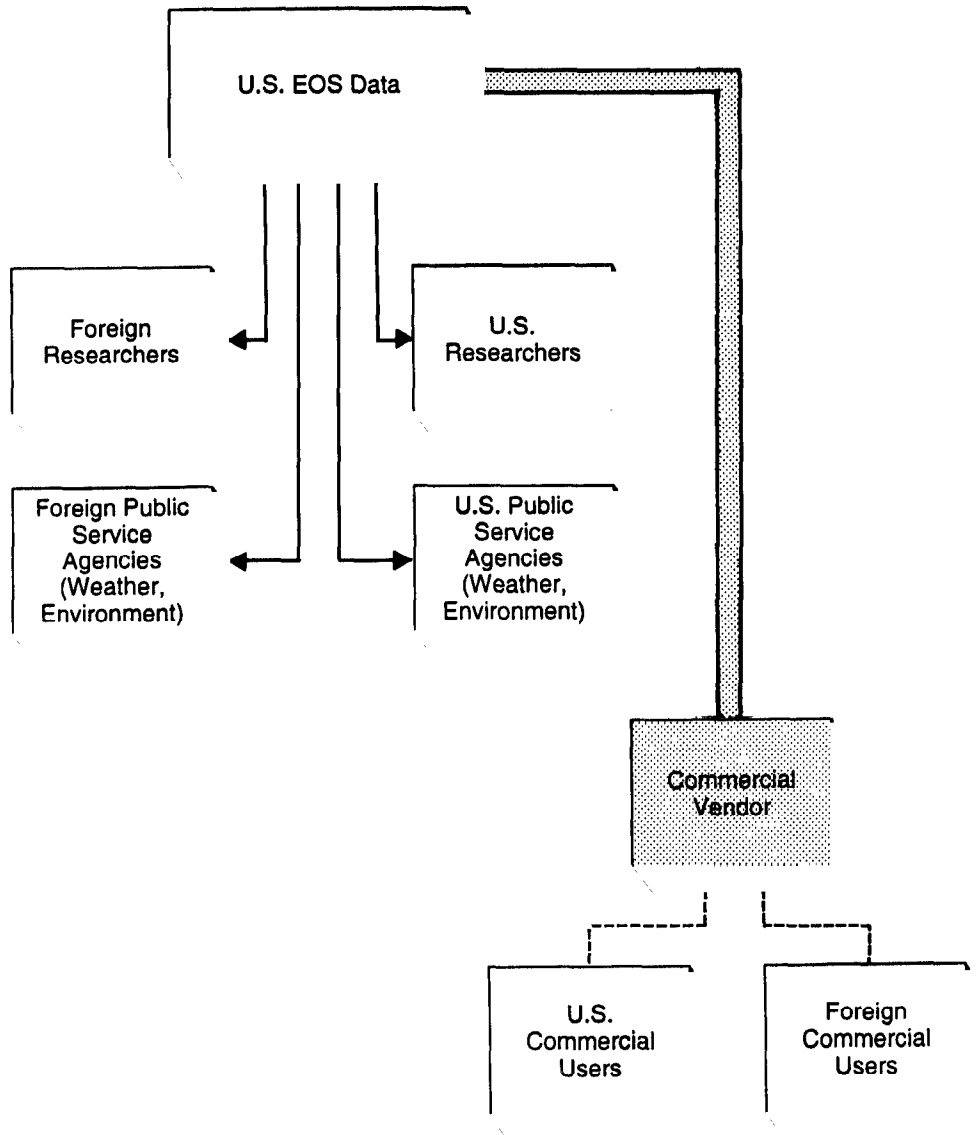 U.S. EOS Data
Foreign
Researchers
U.S.
Researchers
Foreign Public
Service
Agencies
(Weather,
Environment)
U.S. Public
Service
Agencies
(Weather,
Environment)
Commercial
Vendor
U.S.
Commercial
Users
Foreign
Commercial
Users